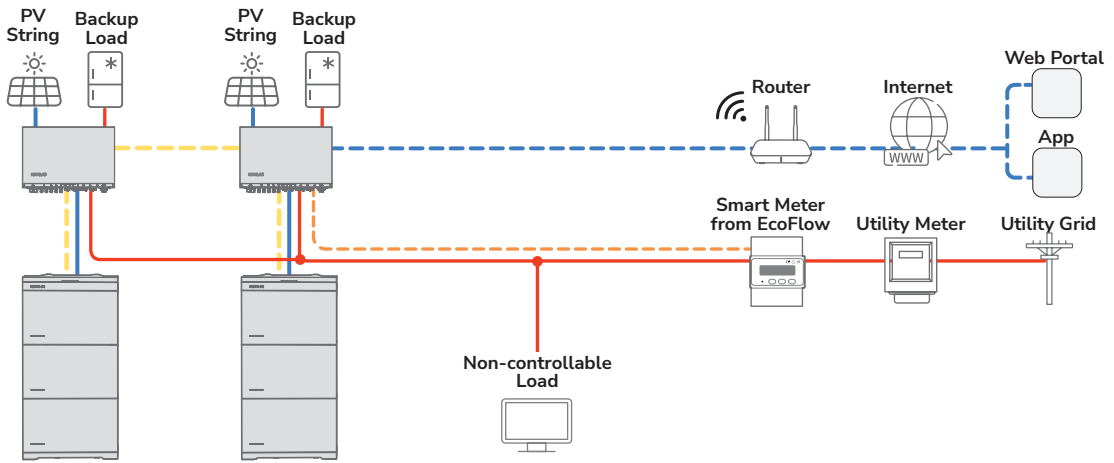 PV
String
Backup
Load
PV
String
Backup
Load
Router
Internet
WWW
Web Portal
App
Smart Meter
from EcoFlow
Utility Meter
Utility Grid
Non-controllable
Load